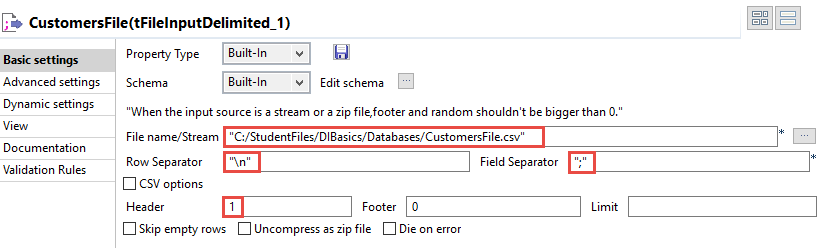 CustomersFile(tFileInputDelimited_1)
Basic settings
Advanced settings
Dynamic settings
View
Documentation
Validation Rules
Property Type Built-In
Schema Built-In Edit schema ...
"When the input source is a stream or a zip file,footer and random shouldn't be bigger than 0."
File name/Stream "C:/StudentFiles/DIBasics/Databases/CustomersFile.csv" * ...
Row Separator "\n" Field Separator ";" *
CSV options
Header 1 Footer 0 Limit
Skip empty rows Uncompress as zip file Die on error